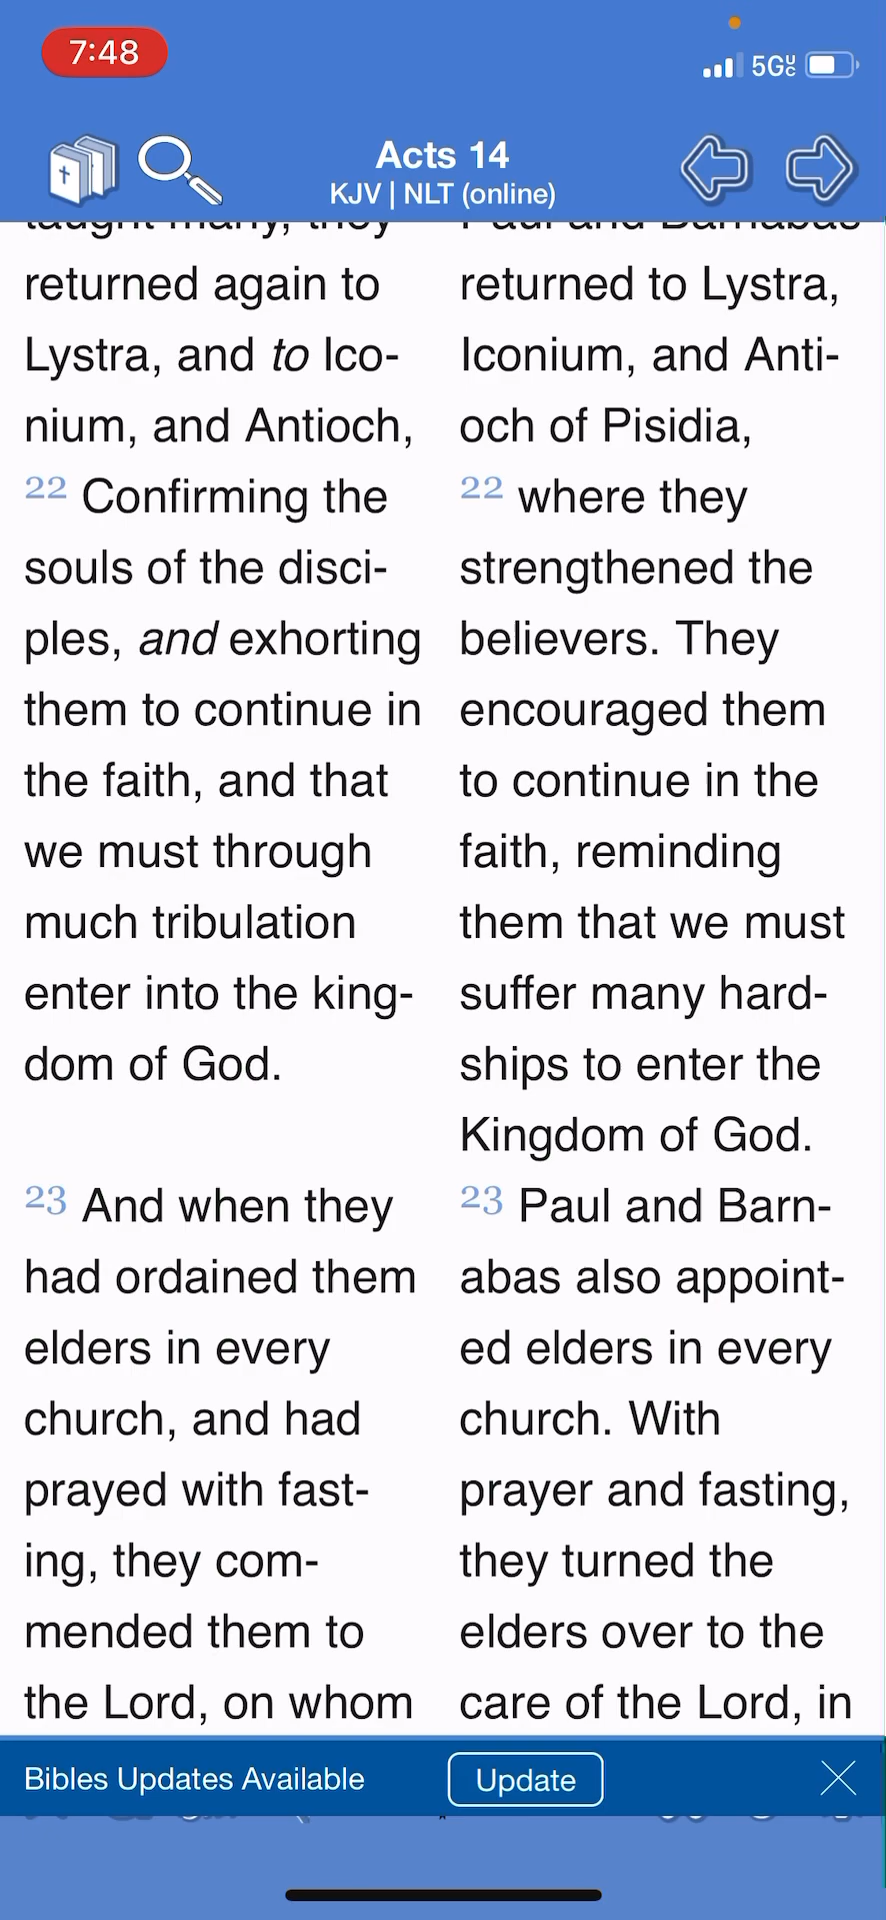 7:48
5G UC
Acts 14
KJV | NLT (online)
taught many, they
returned again to
Lystra, and to Ico-
nium, and Antioch,
22 Confirming the
souls of the disci-
ples, and exhorting
them to continue in
the faith, and that
we must through
much tribulation
enter into the king-
dom of God.
23 And when they
had ordained them
elders in every
church, and had
prayed with fast-
ing, they com-
mended them to
the Lord, on whom
Paul and Barnabas
returned to Lystra,
Iconium, and Anti-
och of Pisidia,
22 where they
strengthened the
believers. They
encouraged them
to continue in the
faith, reminding
them that we must
suffer many hard-
ships to enter the
Kingdom of God.
23 Paul and Barn-
abas also appoint-
ed elders in every
church. With
prayer and fasting,
they turned the
elders over to the
care of the Lord, in
Bibles Updates Available
Update